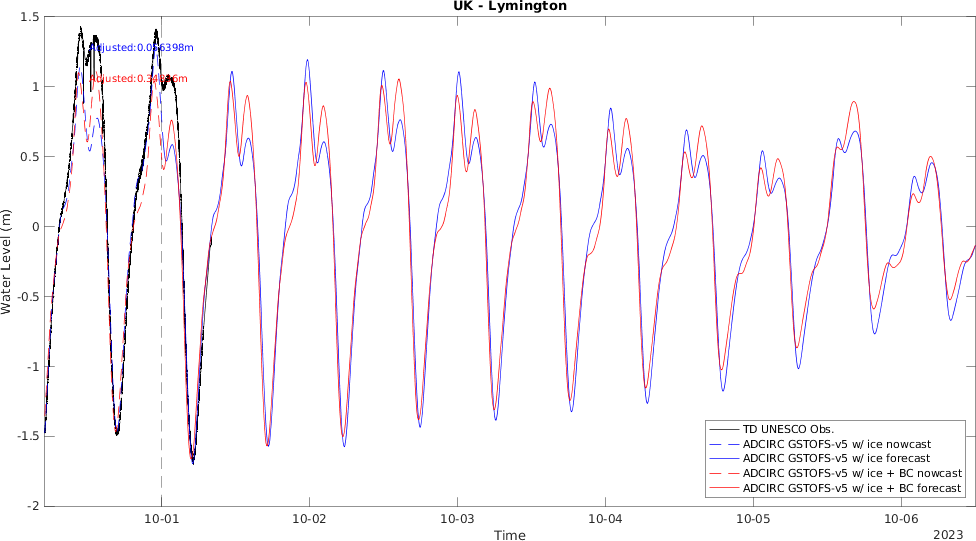 UK - Lymington
1.5
1
0.5
0
-0.5
-1
-1.5
-2
Water Level (m)
10-01
10-02
10-03
10-04
10-05
10-06
Time
2023
TD UNESCO Obs.
ADCIRC GSTOFS-v5 w/ ice nowcast
ADCIRC GSTOFS-v5 w/ ice forecast
ADCIRC GSTOFS-v5 w/ ice + BC nowcast
ADCIRC GSTOFS-v5 w/ ice + BC forecast